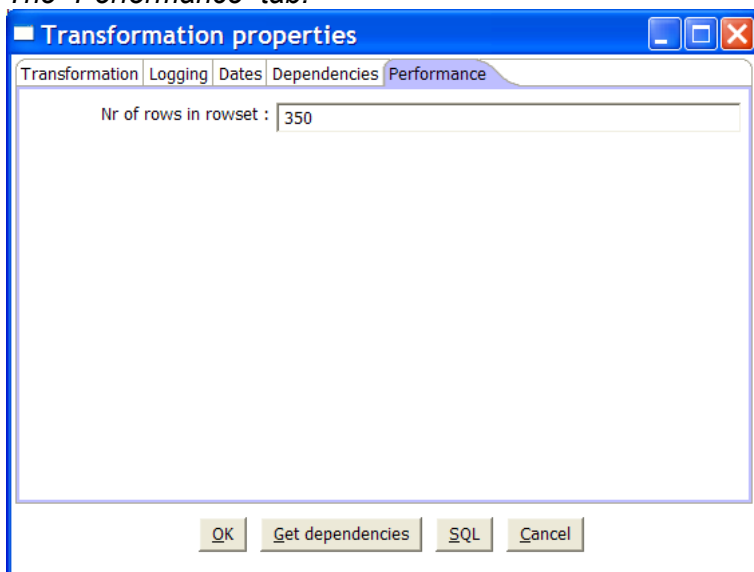 The "Performance" tab:
Transformation properties
Transformation Logging Dates Dependencies Performance
Nr of rows in rowset : 350
OK Get dependencies SQL Cancel